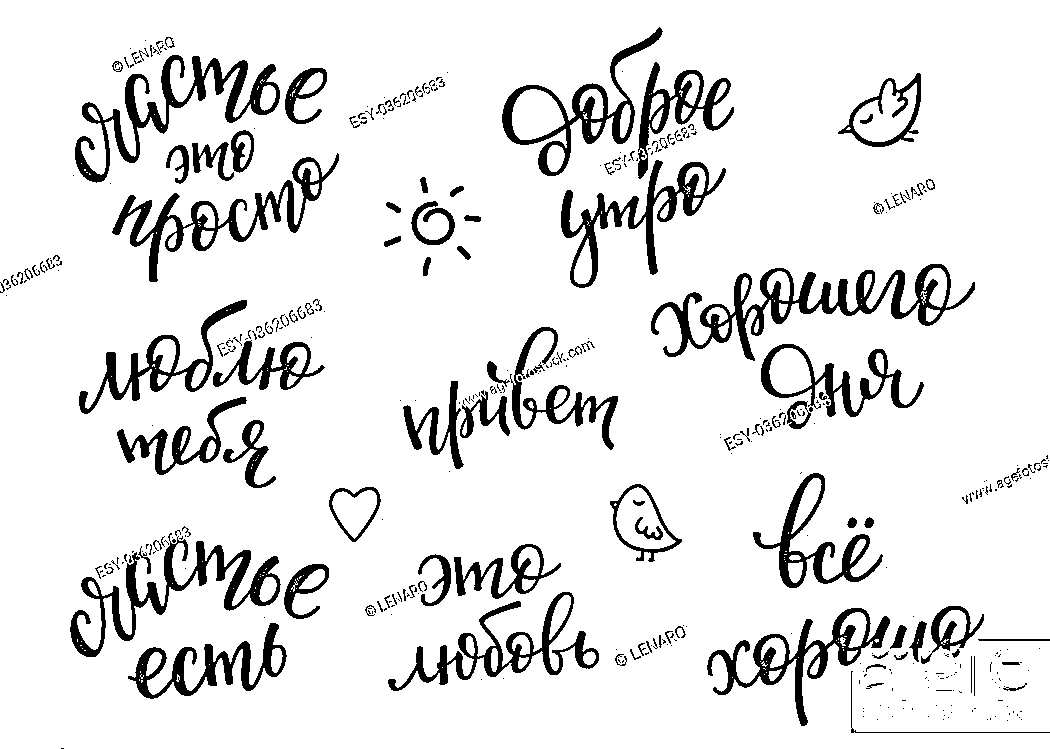 © LENARO
счастье
это
просто
ESY-036206683
доброе
утро
ESY-036206683
© LENARO
036206683
люблю
тебя
ESY-036206683
привет
www.agefotostock.com
хорошего
дня
ESY-036206683
www.agefotost
счастье
есть
ESY-036206683
это
любовь
© LENARO
© LENARO
всё
хорошо